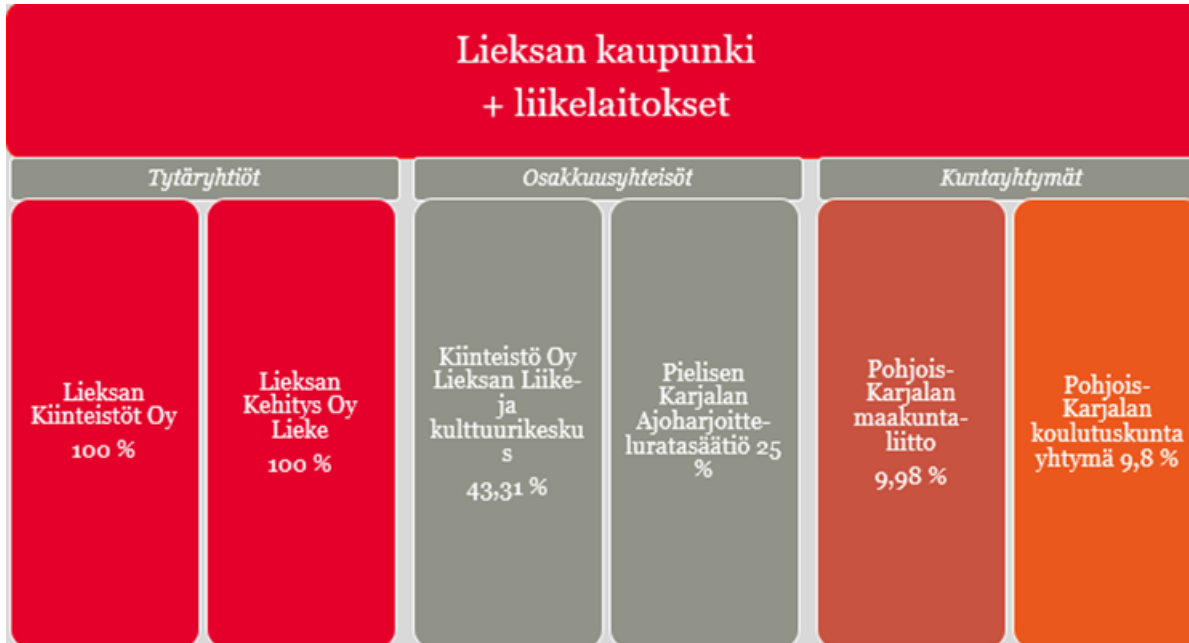 Lieksan kaupunki
+ liikelaitokset
Tytäryhtiöt
Osakkuusyhteisöt
Kuntayhtymät
Lieksan
Kiinteistöt Oy
100 %
Lieksan
Kehitys Oy
Lieke
100 %
Kiinteistö Oy
Lieksan Liike-
ja
kulttuurikesku
s
43,31 %
Pielisen
Karjalan
Ajoharjoitte-
luratasäätiö 25
%
Pohjois-
Karjalan
maakunta-
liitto
9,98 %
Pohjois-
Karjalan
koulutuskunta
yhtymä 9,8 %